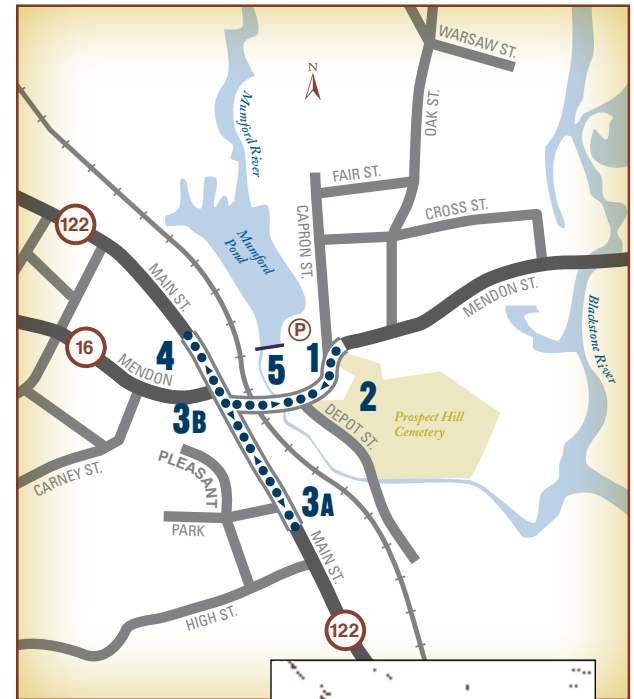 WARSAW ST.
N
OAK ST.
Mumford River
FAIR ST.
CAPRON ST.
CROSS ST.
122
Mumford
Pond
MAIN ST.
MENDON ST.
Blackstone River
P
16
MENDON
4
5
1
2
3B
DEPOT ST.
Prospect Hill
Cemetery
CARNEY ST.
PLEASANT
3A
PARK
MAIN ST.
HIGH ST.
122